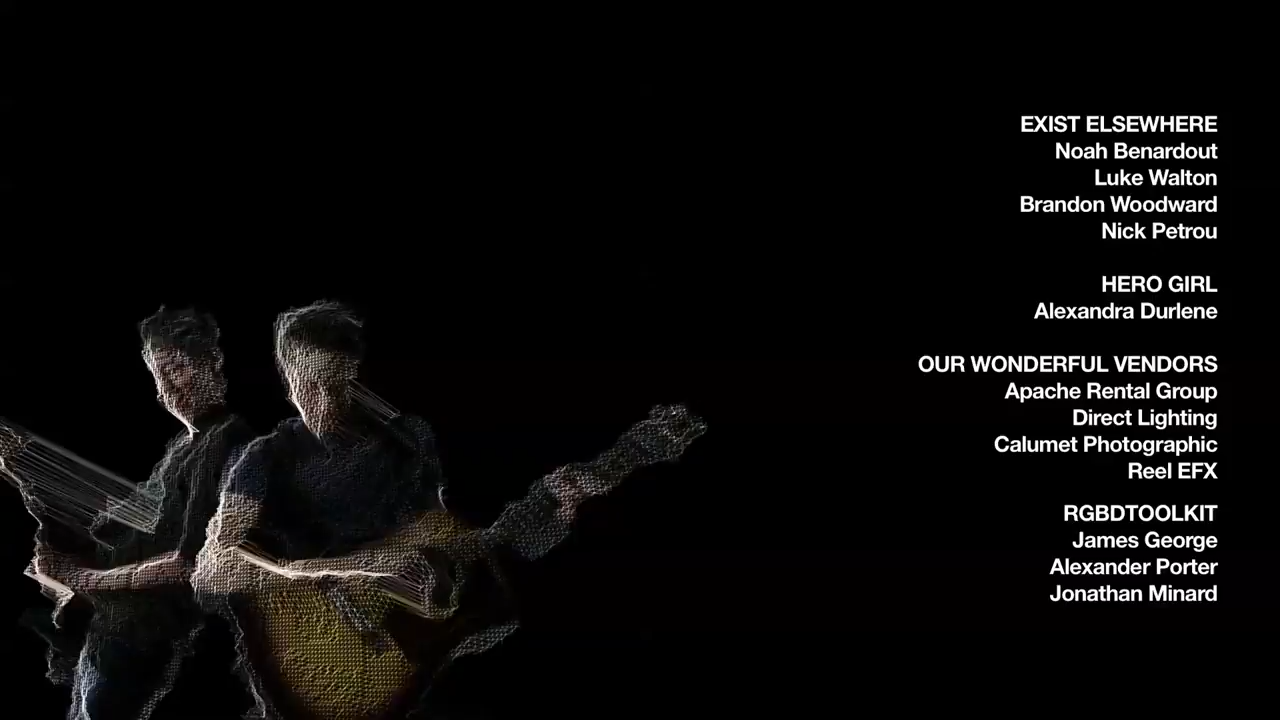 EXIST ELSEWHERE
Noah Benardout
Luke Walton
Brandon Woodward
Nick Petrou
HERO GIRL
Alexandra Durlene
OUR WONDERFUL VENDORS
Apache Rental Group
Direct Lighting
Calumet Photographic
Reel EFX
RGBDTOOLKIT
James George
Alexander Porter
Jonathan Minard